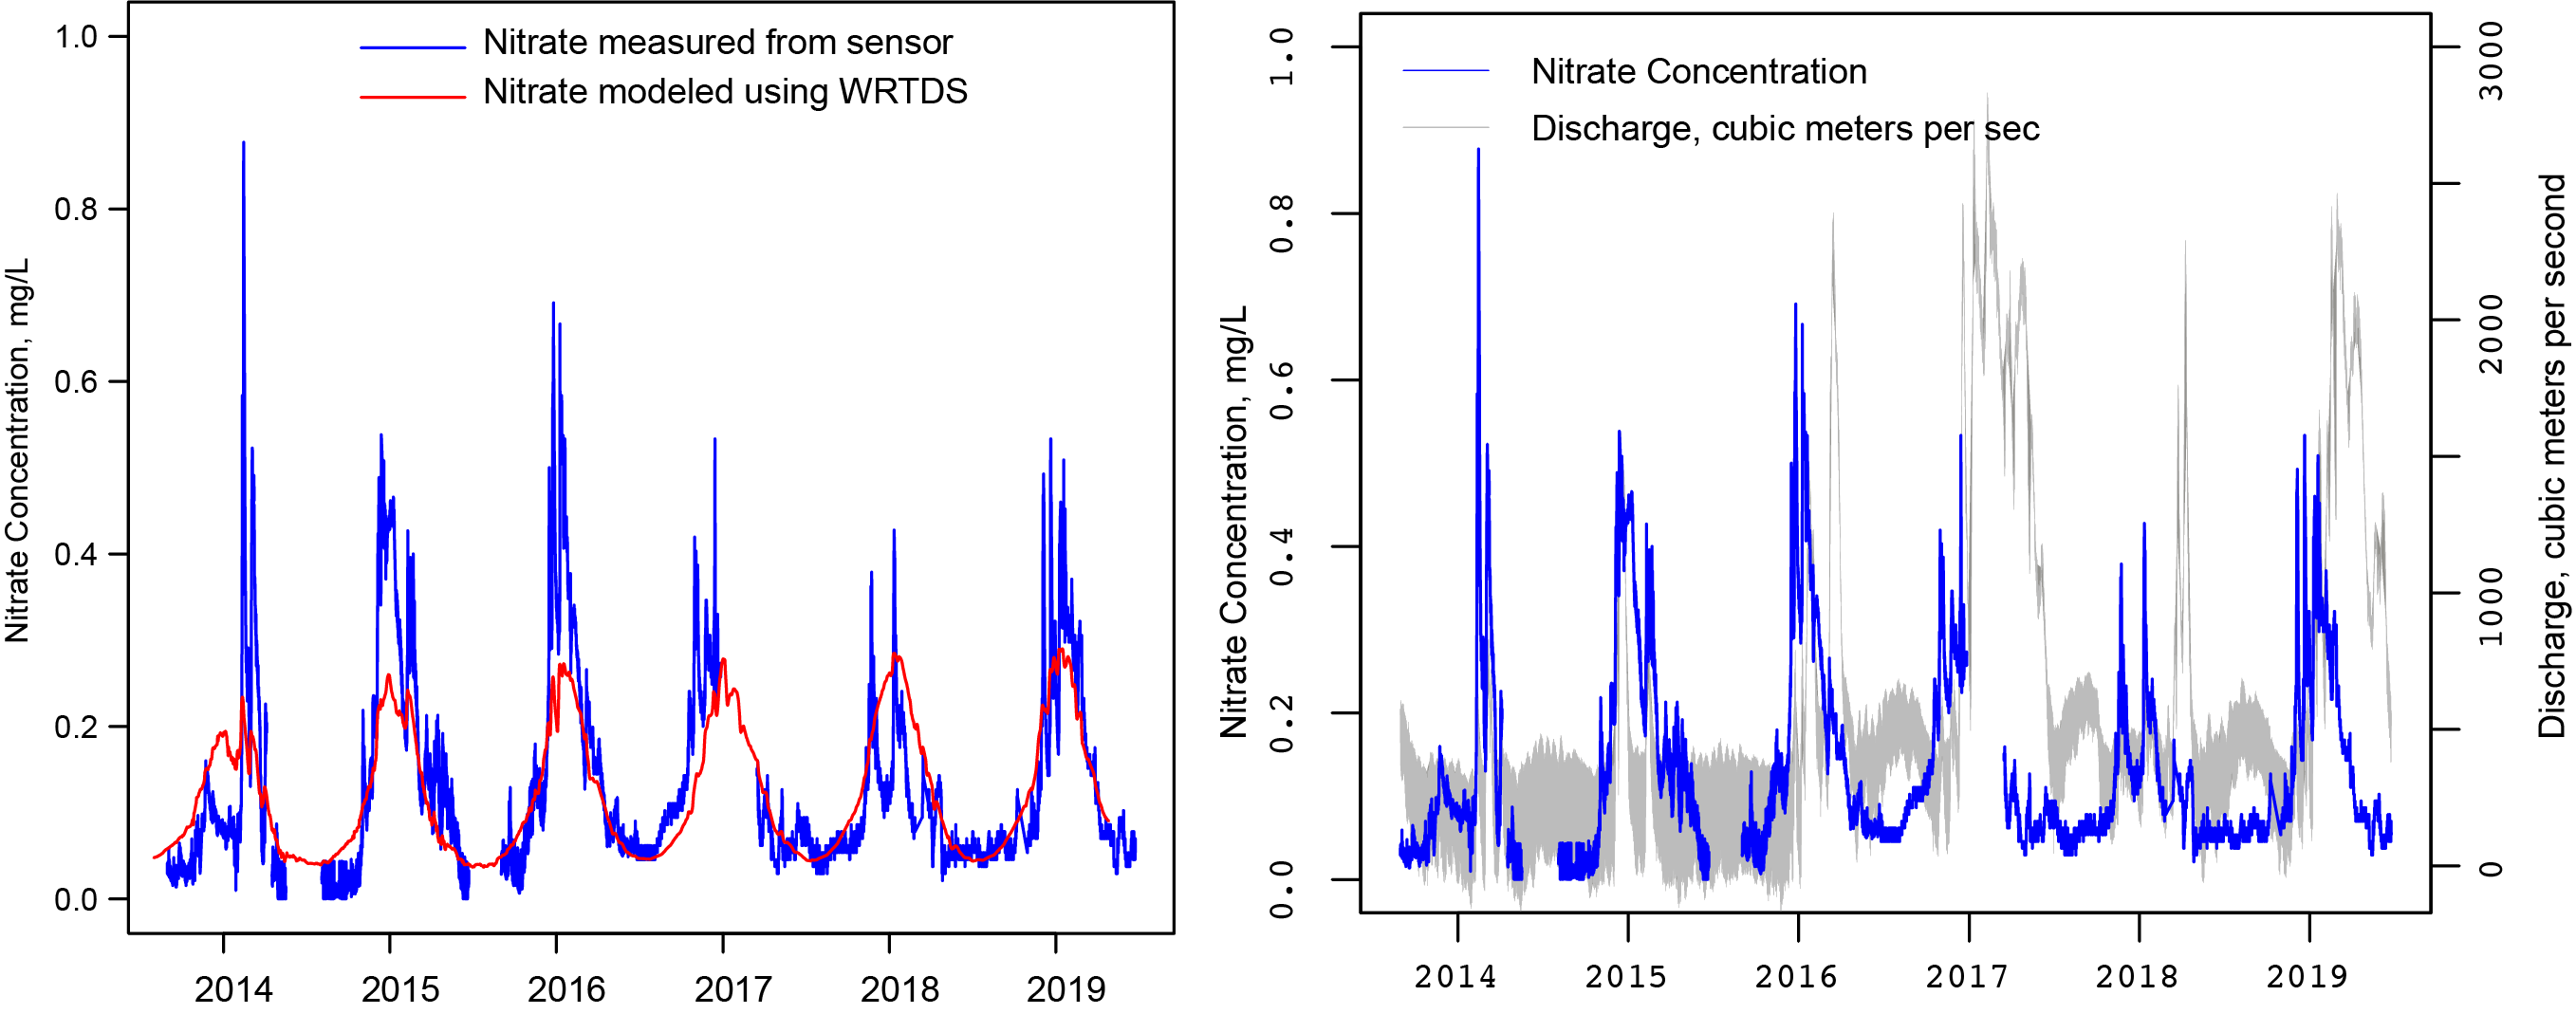 Nitrate measured from sensor
Nitrate modeled using WRTDS
Nitrate Concentration, mg/L
1.0
0.8
0.6
0.4
0.2
0.0
2014 2015 2016 2017 2018 2019
Nitrate Concentration
Discharge, cubic meters per sec
Nitrate Concentration, mg/L
1.0
0.8
0.6
0.4
0.2
0.0
3000
2000
1000
0
Discharge, cubic meters per second
2014 2015 2016 2017 2018 2019